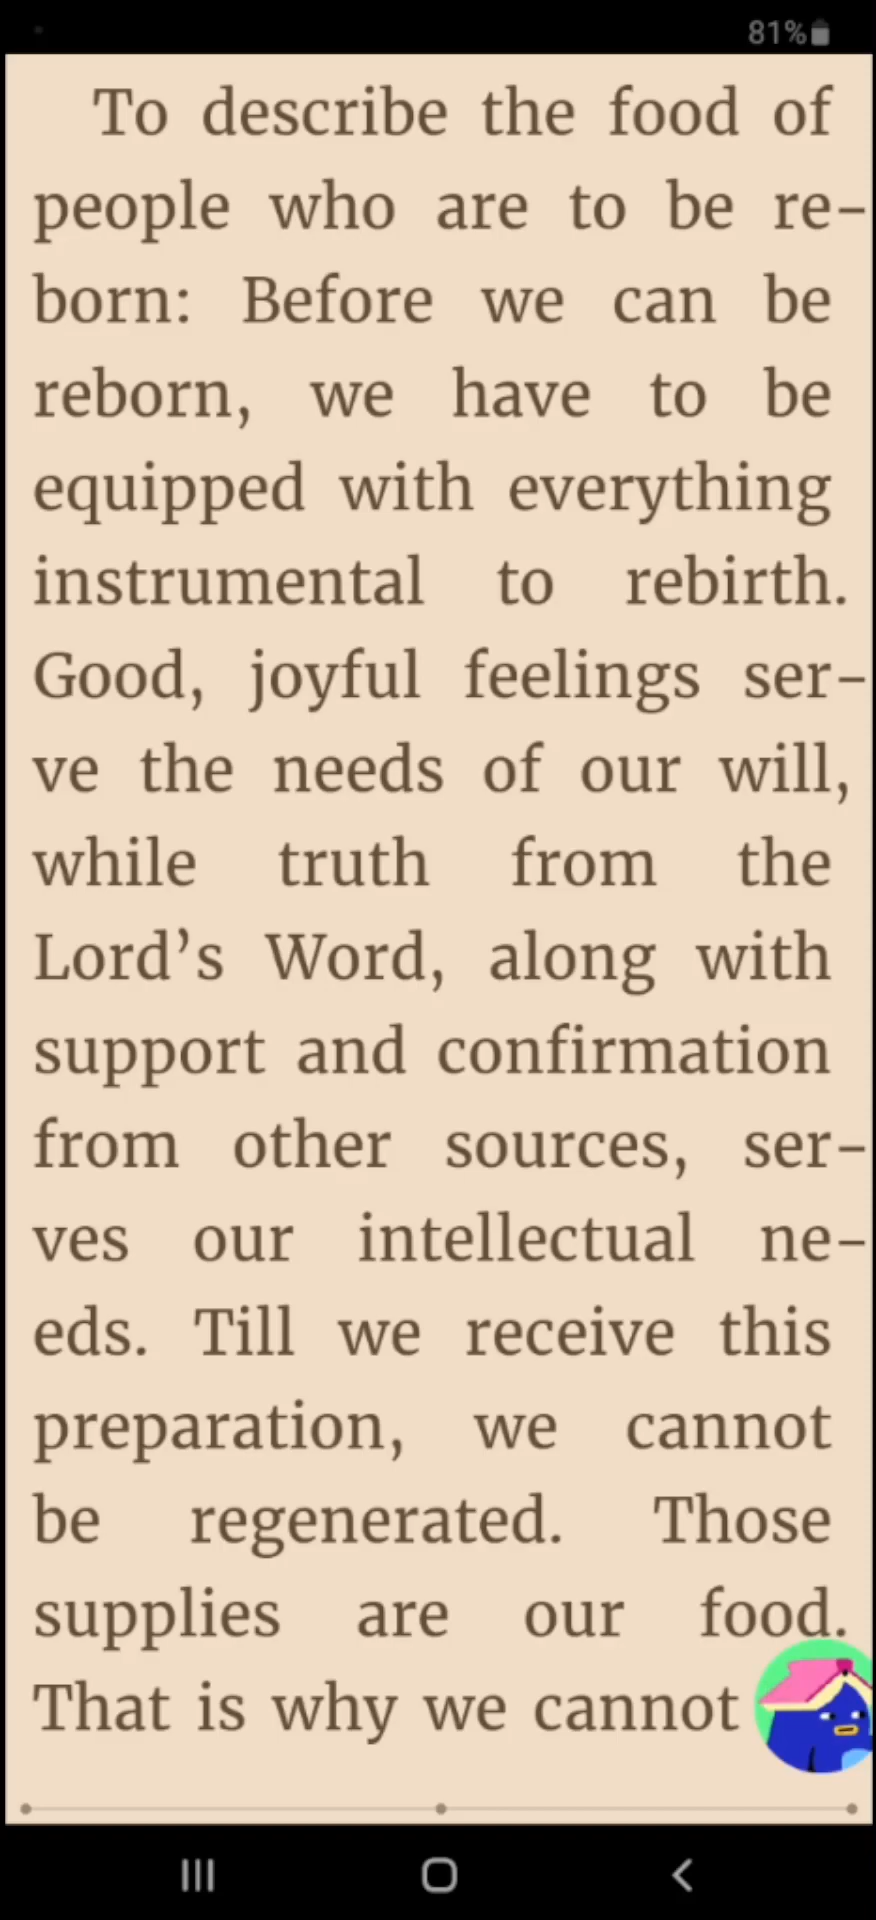 81%
To describe the food of
people who are to be re-
born: Before we can be
reborn, we have to be
equipped with everything
instrumental to rebirth.
Good, joyful feelings ser-
ve the needs of our will,
while truth from the
Lord’s Word, along with
support and confirmation
from other sources, ser-
ves our intellectual ne-
eds. Till we receive this
preparation, we cannot
be regenerated. Those
supplies are our food.
That is why we cannot